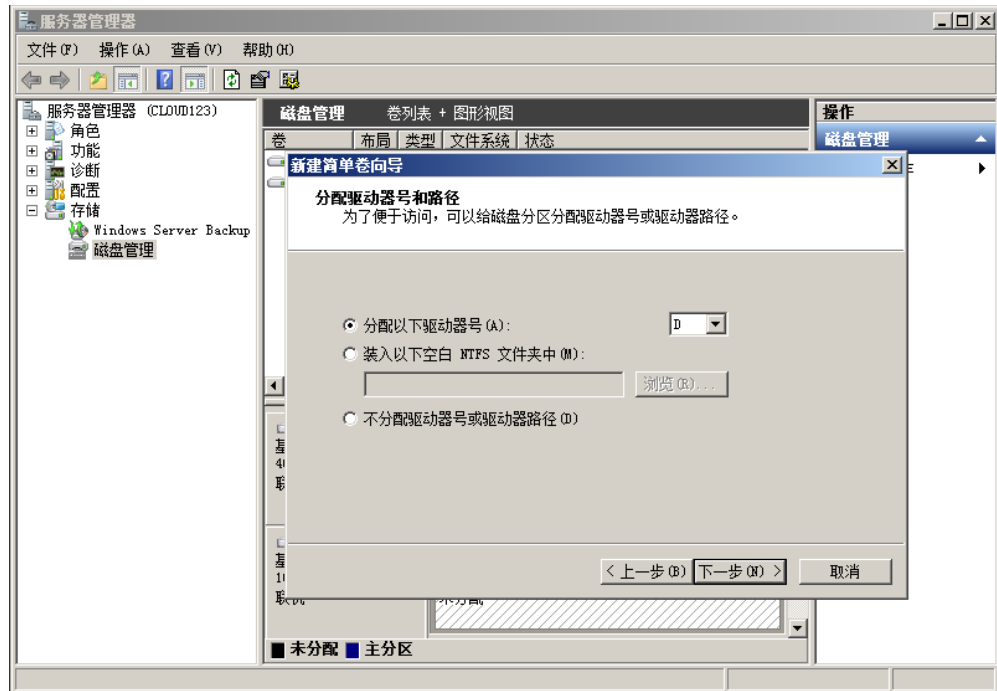 服务器管理器
文件(F) 操作(A) 查看(V) 帮助(H)
服务器管理器 (CLOUD123)
角色
功能
诊断
配置
存储
Windows Server Backup
磁盘管理
磁盘管理 卷列表 + 图形视图
卷 布局 类型 文件系统 状态
操作
磁盘管理
新建简单卷向导
分配驱动器号和路径
为了便于访问，可以给磁盘分区分配驱动器号或驱动器路径。
分配以下驱动器号(A): D
装入以下空白 NTFS 文件夹中(M):
浏览(R)...
不分配驱动器号或驱动器路径(D)
< 上一步(B) 下一步(N) > 取消
未分配 主分区